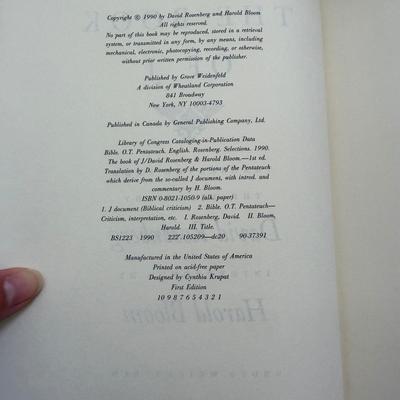 Copyright © 1990 by David Rosenberg and Harold Bloom
All rights reserved.
No part of this book may be reproduced, stored in a retrieval
system, or transmitted in any form, by any means, including
mechanical, electronic, photocopying, recording, or otherwise,
without prior written permission of the publisher.
Published by Grove Weidenfeld
A division of Wheatland Corporation
841 Broadway
New York, NY 10003-4793
Published in Canada by General Publishing Company, Ltd.
Library of Congress Cataloging-in-Publication Data
Bible. O.T. Pentateuch. English. Rosenberg. Selections. 1990.
The book of J/David Rosenberg & Harold Bloom.—1st ed.
Translation by D. Rosenberg of the portions of the Pentateuch
which derive from the so-called J document, with introd. and
commentary by H. Bloom.
ISBN 0-8021-1050-9 (alk. paper)
1. J document (Biblical criticism) 2. Bible. O.T. Pentateuch—
Criticism, interpretation, etc. I. Rosenberg, David. II. Bloom,
Harold. III. Title.
BS1223 1990 222′.105209—dc20 90-37391
Manufactured in the United States of America
Printed on acid-free paper
Designed by Cynthia Krupat
First Edition
10 9 8 7 6 5 4 3 2 1
Harold Bloom